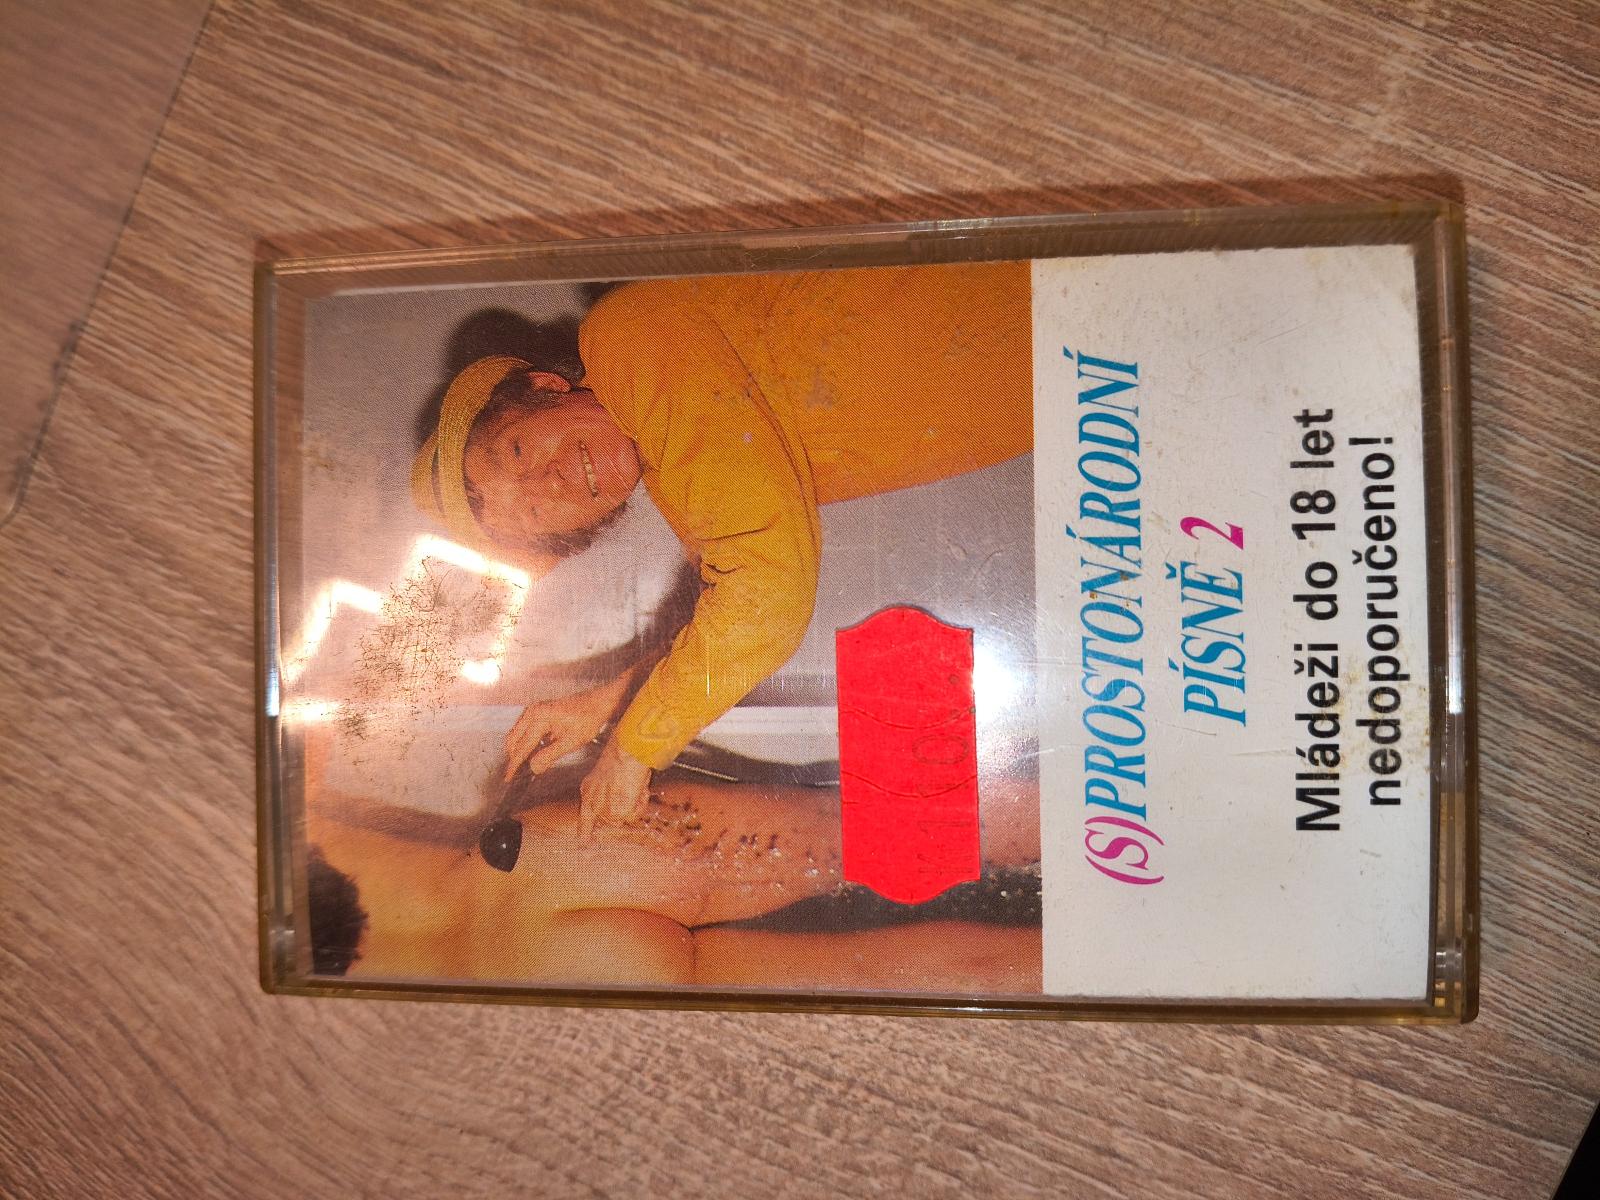 (S)PROSTONÁRODNÍ
PÍSNĚ 2
Mládeži do 18 let
nedoporučeno!